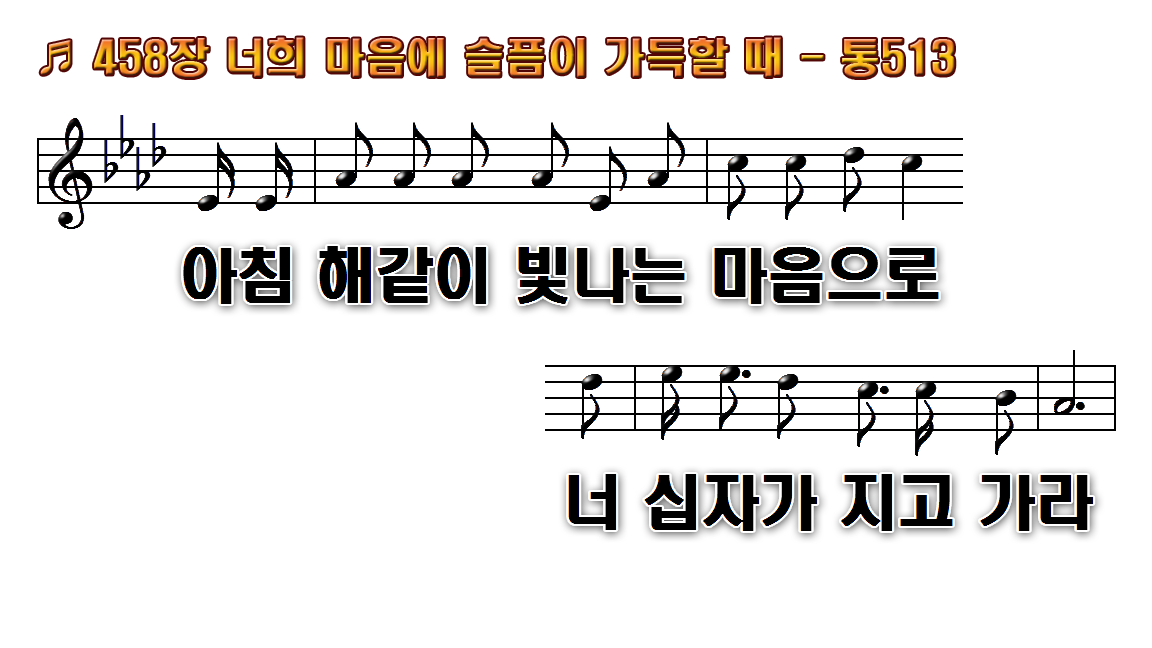 ♬ 458장 너희 마음에 슬픔이 가득할 때 - 통513
아침 해같이 빛나는 마음으로
너 십자가 지고 가라